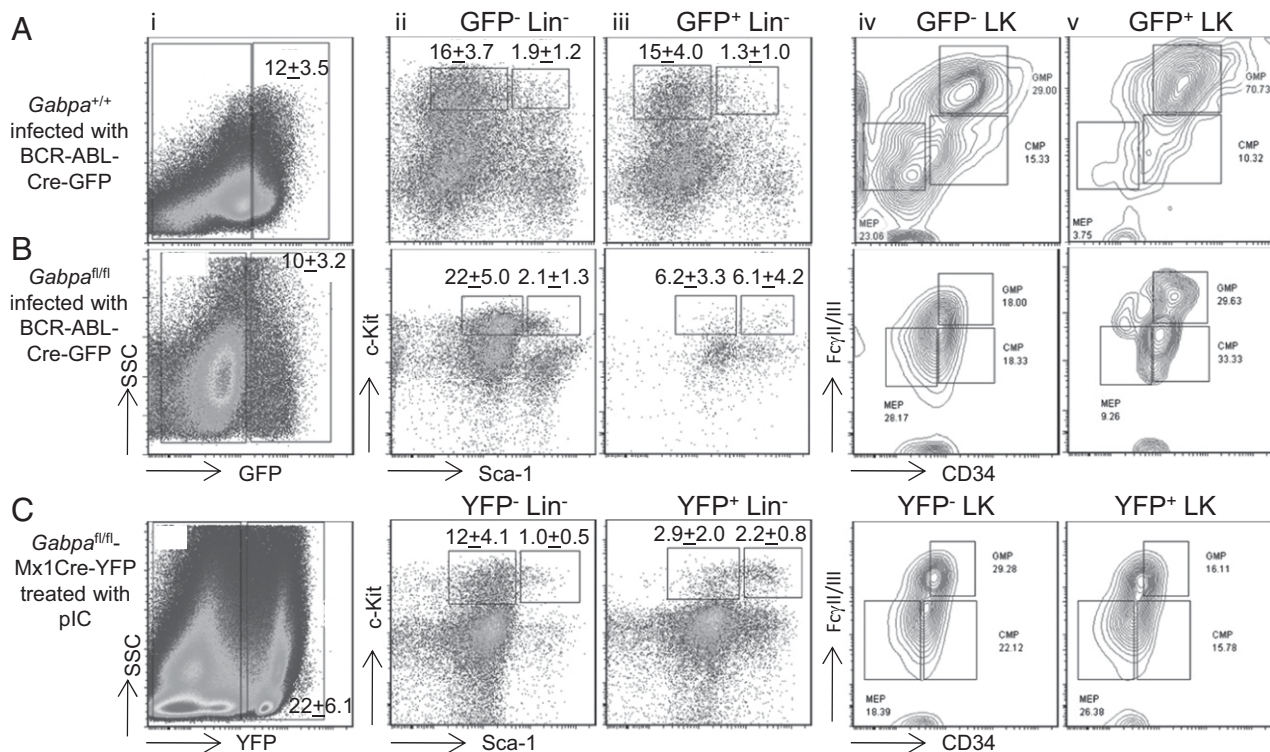 A
i
ii
GFP- Lin-
iii
GFP+ Lin-
iv
GFP- LK
v
GFP+ LK
Gabpa+/+
infected with
BCR-ABL-
Cre-GFP
12±3.5
16±3.7
1.9±1.2
15±4.0
1.3±1.0
GMP
29.00
CMP
15.33
MEP
23.06
GMP
70.73
CMP
10.32
MEP
3.75
B
Gabpafl/fl
infected with
BCR-ABL-
Cre-GFP
SSC
10±3.2
GFP
c-Kit
22±5.0
2.1±1.3
6.2±3.3
6.1±4.2
Sca-1
FcγII/III
GMP
18.00
CMP
18.33
MEP
28.17
GMP
29.63
CMP
33.33
MEP
9.26
CD34
C
YFP- Lin-
YFP+ Lin-
YFP- LK
YFP+ LK
Gabpafl/fl-
Mx1Cre-YFP
treated with
pIC
SSC
22±6.1
YFP
c-Kit
12±4.1
1.0±0.5
2.9±2.0
2.2±0.8
Sca-1
FcγII/III
GMP
29.28
CMP
22.12
MEP
18.39
GMP
16.11
CMP
15.78
MEP
26.38
CD34